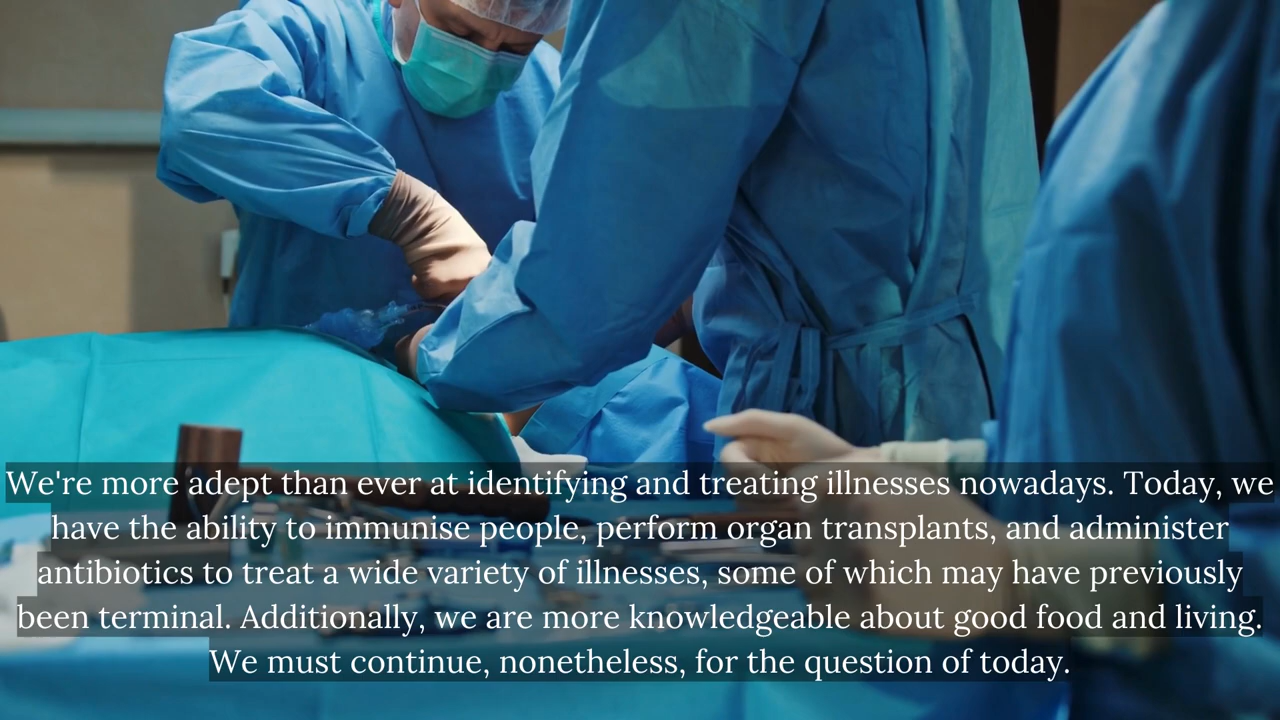 We're more adept than ever at identifying and treating illnesses nowadays. Today, we
have the ability to immunise people, perform organ transplants, and administer
antibiotics to treat a wide variety of illnesses, some of which may have previously
been terminal. Additionally, we are more knowledgeable about good food and living.
We must continue, nonetheless, for the question of today.